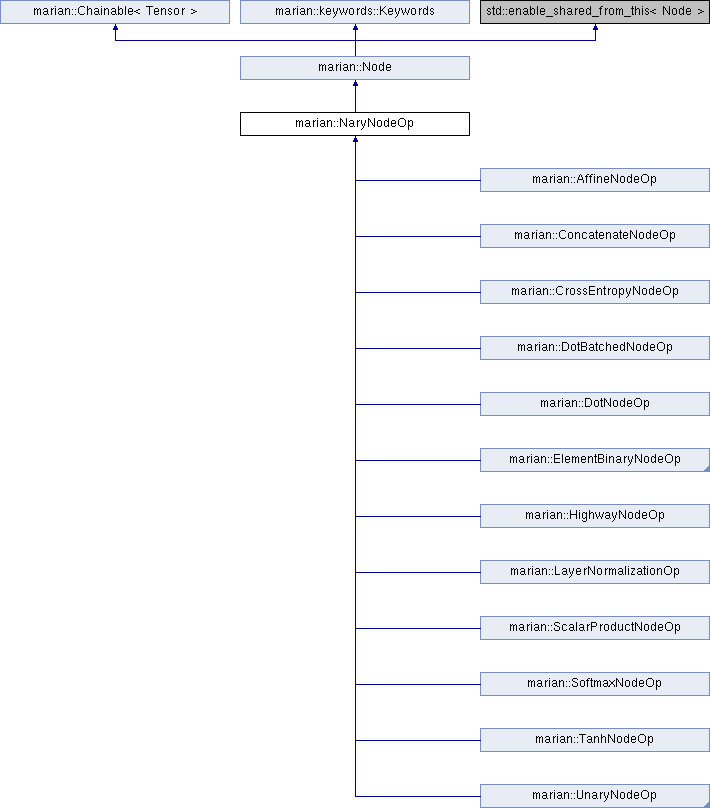 marian::Chainable< Tensor >
marian::keywords::Keywords
std::enable_shared_from_this< Node >
marian::Node
marian::NaryNodeOp
marian::AffineNodeOp
marian::ConcatenateNodeOp
marian::CrossEntropyNodeOp
marian::DotBatchedNodeOp
marian::DotNodeOp
marian::ElementBinaryNodeOp
marian::HighwayNodeOp
marian::LayerNormalizationOp
marian::ScalarProductNodeOp
marian::SoftmaxNodeOp
marian::TanhNodeOp
marian::UnaryNodeOp